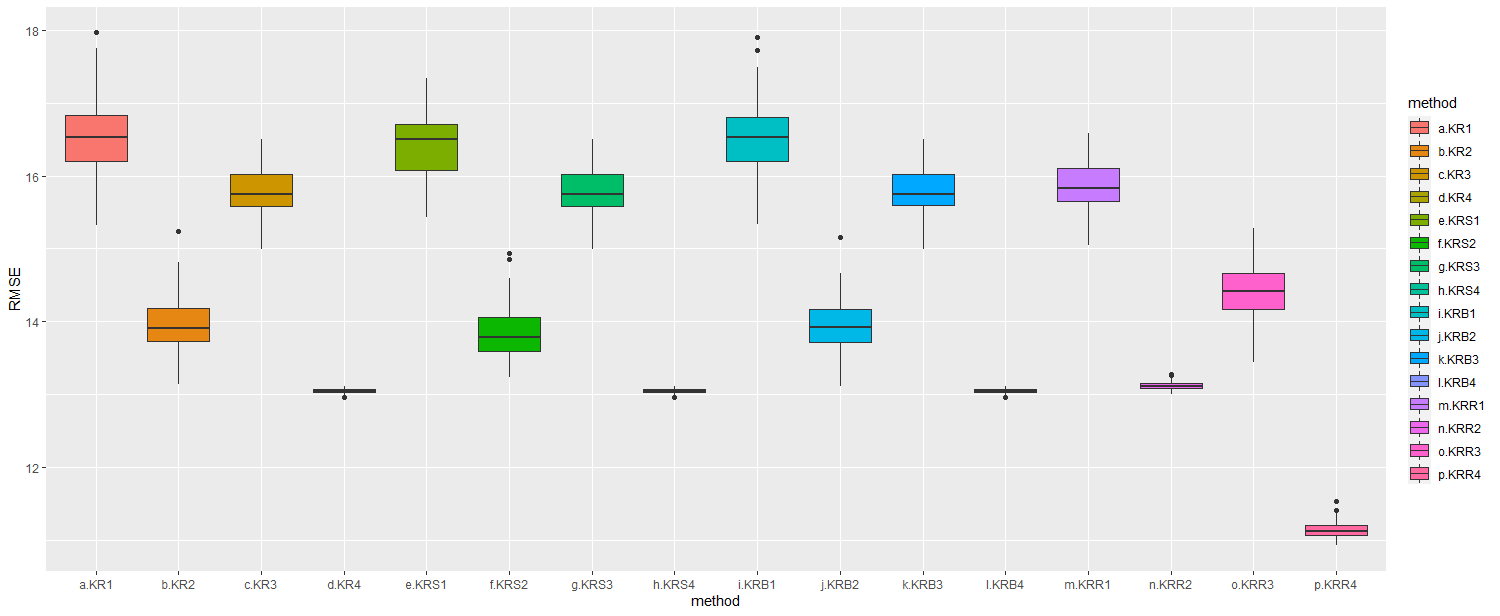 18
16
14
12
RMSE
a.KR1 b.KR2 c.KR3 d.KR4 e.KRS1 f.KRS2 g.KRS3 h.KRS4 i.KRB1 j.KRB2 k.KRB3 l.KRB4 m.KRR1 n.KRR2 o.KRR3 p.KRR4
method
method
a.KR1
b.KR2
c.KR3
d.KR4
e.KRS1
f.KRS2
g.KRS3
h.KRS4
i.KRB1
j.KRB2
k.KRB3
l.KRB4
m.KRR1
n.KRR2
o.KRR3
p.KRR4